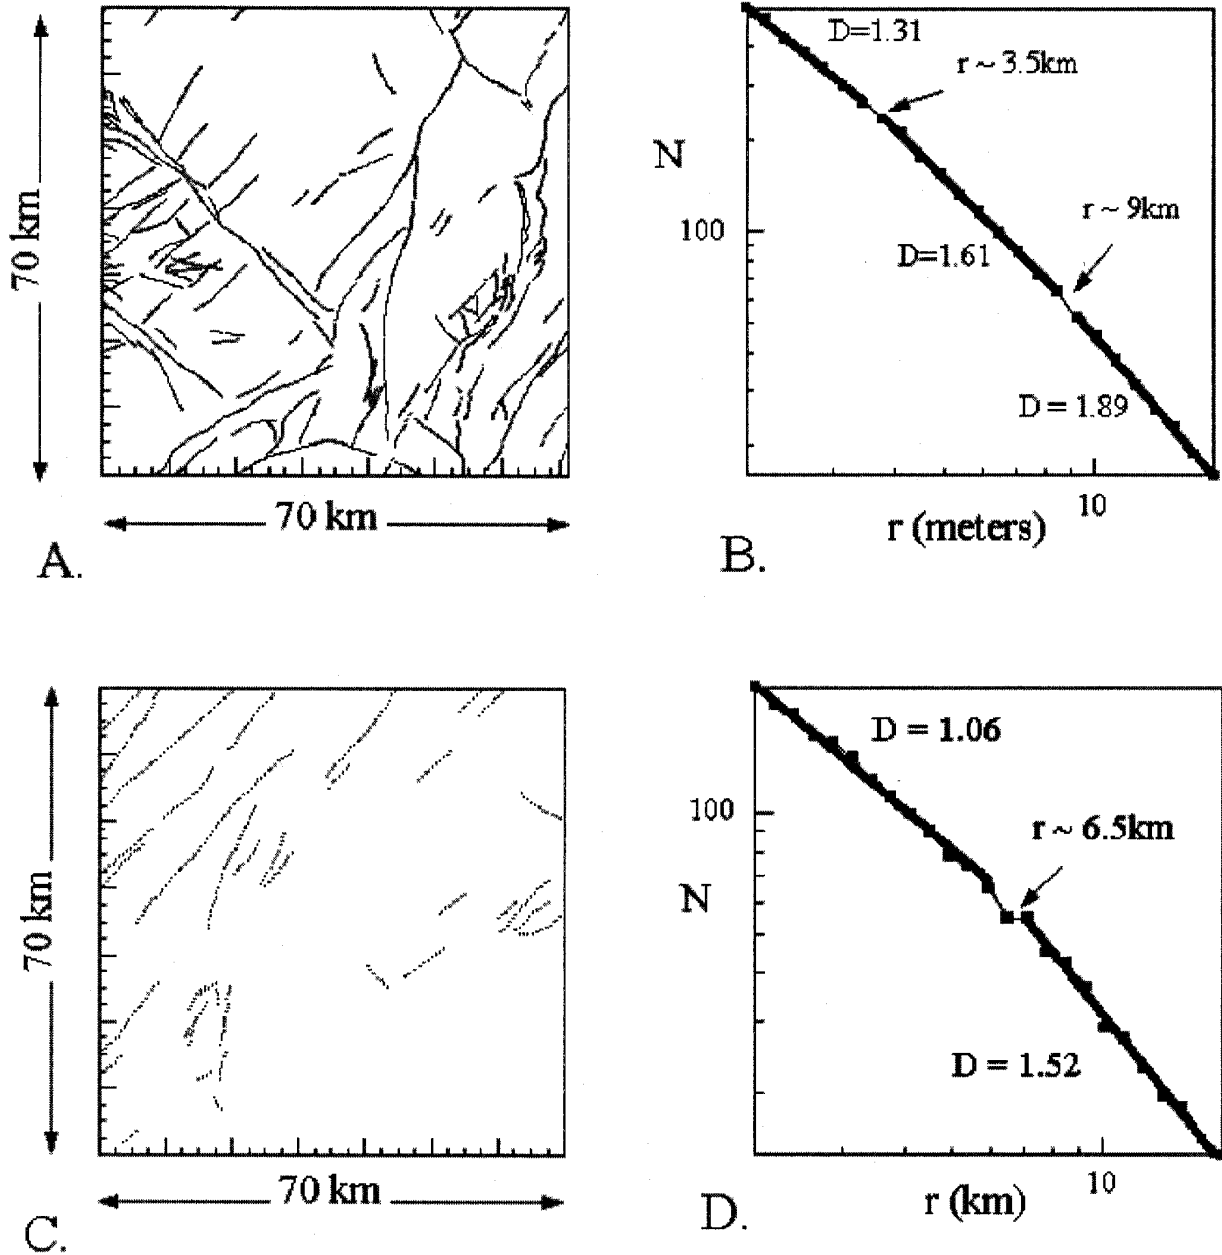 70 km
70 km
A.
D=1.31
r ~ 3.5km
N
r ~ 9km
100
D=1.61
D = 1.89
10
r (meters)
B.
70 km
70 km
C.
D = 1.06
100
r ~ 6.5km
N
D = 1.52
10
r (km)
D.